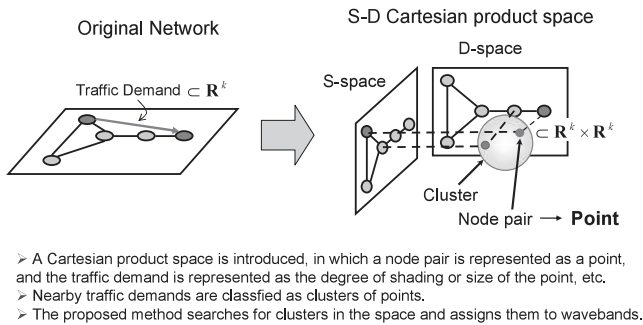 Original Network
S-D Cartesian product space
D-space
S-space
Traffic Demand ⊂ R^k
⊂ R^k × R^k
Cluster
Node pair → Point
➢ A Cartesian product space is introduced, in which a node pair is represented as a point,
and the traffic demand is represented as the degree of shading or size of the point, etc.
➢ Nearby traffic demands are classfied as clusters of points.
➢ The proposed method searches for clusters in the space and assigns them to wavebands.